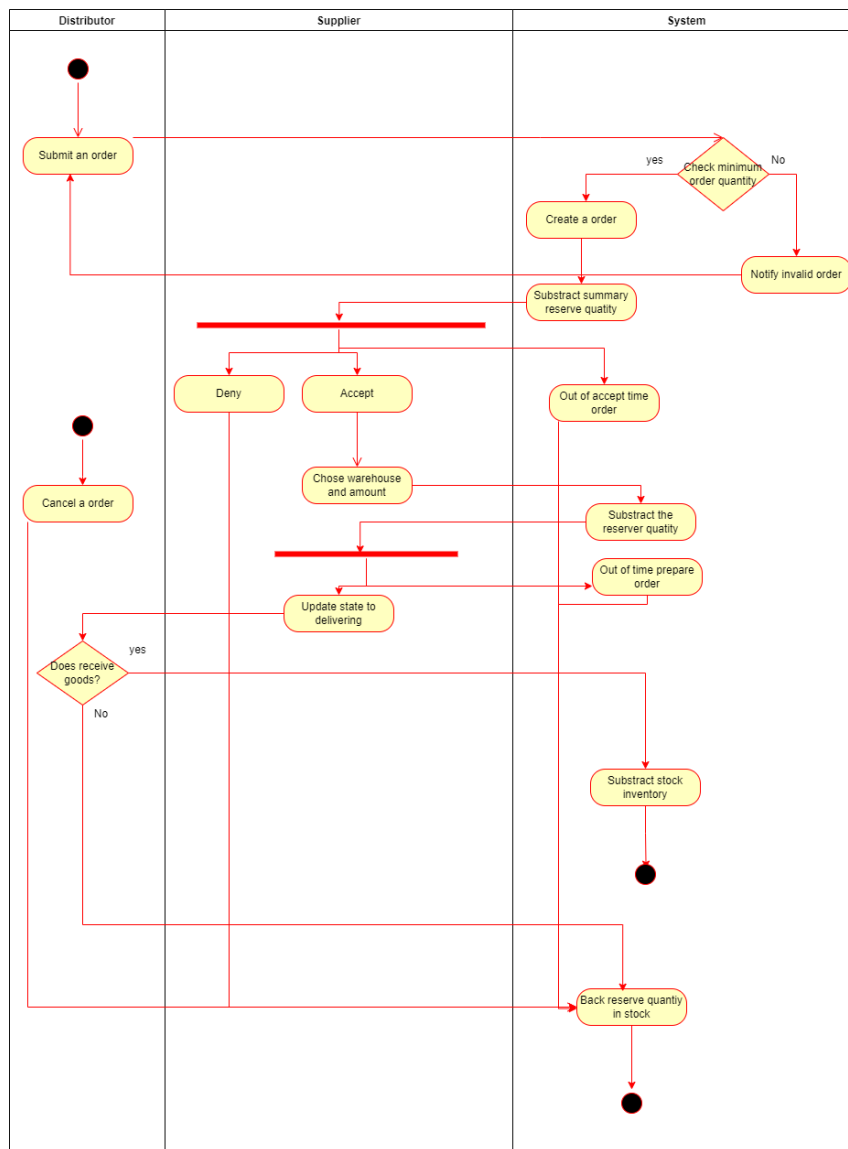 Distributor
Supplier
System
Submit an order
yes
Check minimum
order quantity
No
Create a order
Notify invalid order
Substract summary
reserve quatity
Deny
Accept
Out of accept time
order
Cancel a order
Chose warehouse
and amount
Substract the
reserver quatity
Out of time prepare
order
Update state to
delivering
Does receive
goods?
yes
No
Substract stock
inventory
Back reserve quantiy
in stock